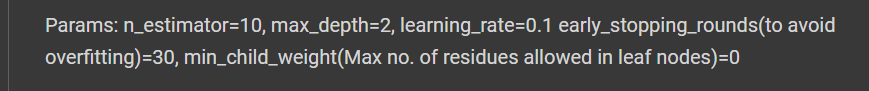 Params: n_estimator=10, max_depth=2, learning_rate=0.1 early_stopping_rounds(to avoid
overfitting)=30, min_child_weight(Max no. of residues allowed in leaf nodes)=0